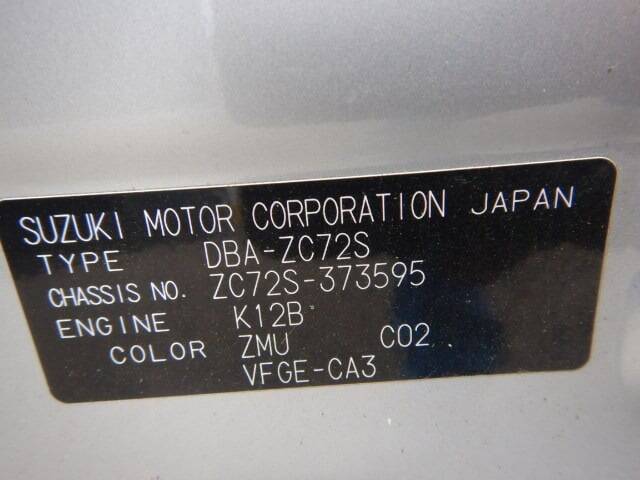 SUZUKI MOTOR CORPORATION JAPAN
TYPE DBA-ZC72S
CHASSIS NO. ZC72S-373595
ENGINE K12B
COLOR ZMU C02
VFGE-CA3